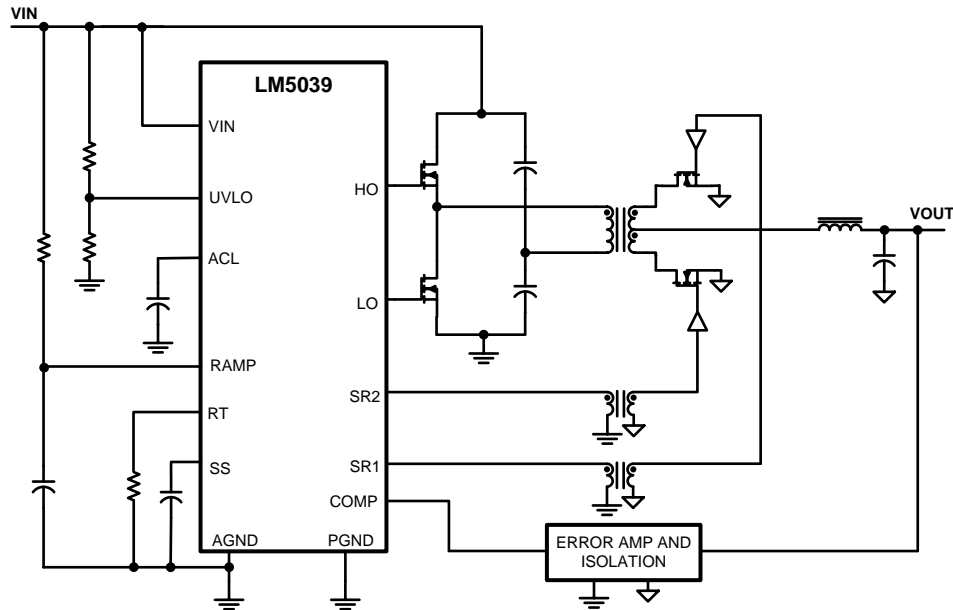 VIN
LM5039
VIN
UVLO
HO
ACL
LO
RAMP
RT
SR2
SS
SR1
COMP
AGND
PGND
VOUT
ERROR AMP AND
ISOLATION